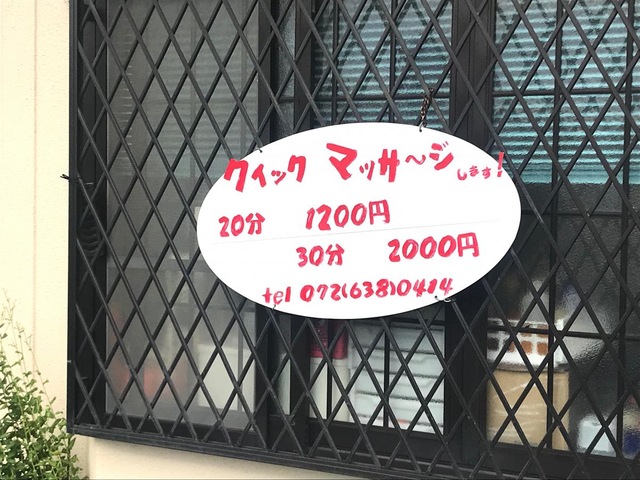 クイック マッサ〜ジ します!
20分 1200円
30分 2000円
tel 072(638)0414